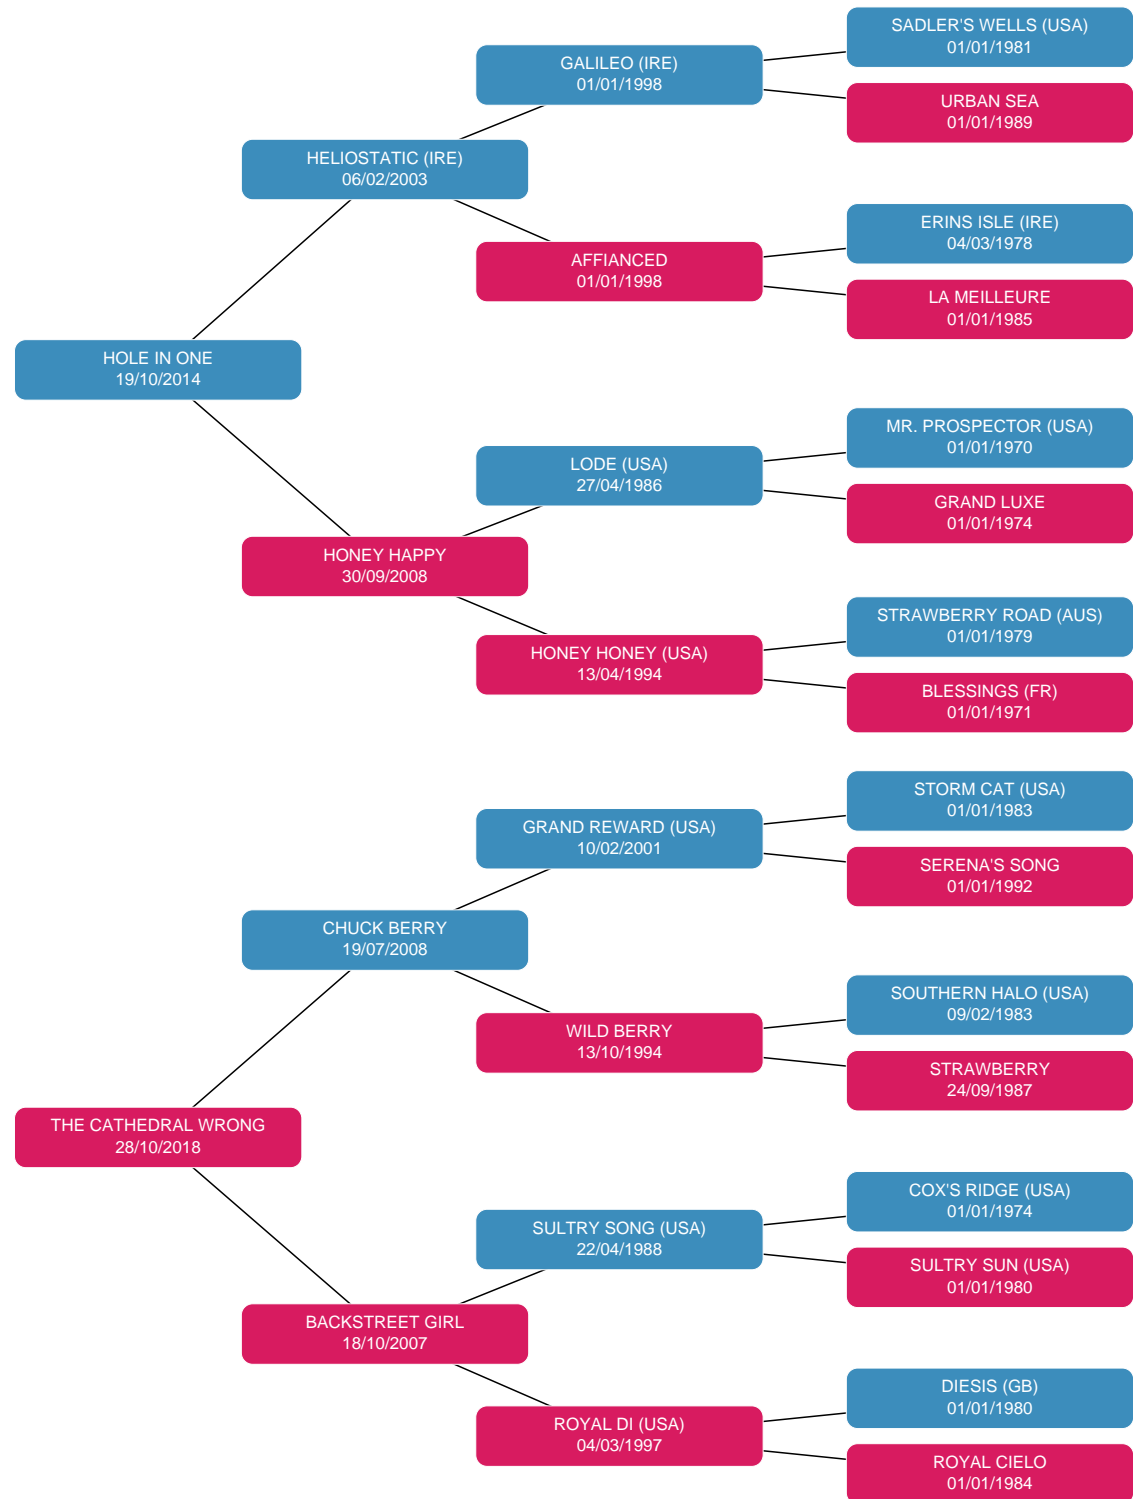 SADLER'S WELLS (USA)
01/01/1981
GALILEO (IRE)
01/01/1998
URBAN SEA
01/01/1989
HELIOSTATIC (IRE)
06/02/2003
ERINS ISLE (IRE)
04/03/1978
AFFIANCED
01/01/1998
LA MEILLEURE
01/01/1985
HOLE IN ONE
19/10/2014
MR. PROSPECTOR (USA)
01/01/1970
LODE (USA)
27/04/1986
GRAND LUXE
01/01/1974
HONEY HAPPY
30/09/2008
STRAWBERRY ROAD (AUS)
01/01/1979
HONEY HONEY (USA)
13/04/1994
BLESSINGS (FR)
01/01/1971
STORM CAT (USA)
01/01/1983
GRAND REWARD (USA)
10/02/2001
SERENA'S SONG
01/01/1992
CHUCK BERRY
19/07/2008
SOUTHERN HALO (USA)
09/02/1983
WILD BERRY
13/10/1994
STRAWBERRY
24/09/1987
THE CATHEDRAL WRONG
28/10/2018
COX'S RIDGE (USA)
01/01/1974
SULTRY SONG (USA)
22/04/1988
SULTRY SUN (USA)
01/01/1980
BACKSTREET GIRL
18/10/2007
DIESIS (GB)
01/01/1980
ROYAL DI (USA)
04/03/1997
ROYAL CIELO
01/01/1984